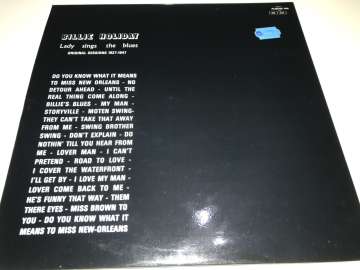 BILLIE HOLIDAY
Lady sings the blues
ORIGINAL SESSIONS 1937-1947
DO YOU KNOW WHAT IT MEANS
TO MISS NEW ORLEANS - NO
DETOUR AHEAD - UNTIL THE
REAL THING COME ALONG -
BILLIE'S BLUES - MY MAN -
STORYVILLE - MOTEN SWING-
THEY CAN'T TAKE THAT AWAY
FROM ME - SWING BROTHER
SWING - DON'T EXPLAIN - DO
NOTHIN' TILL YOU HEAR FROM
ME - LOVER MAN - I CAN'T
PRETEND - ROAD TO LOVE -
I COVER THE WATERFRONT -
I'LL GET BY - I LOVE MY MAN -
LOVER COME BACK TO ME -
HE'S FUNNY THAT WAY - THEM
THERE EYES - MISS BROWN TO
YOU - DO YOU KNOW WHAT IT
MEANS TO MISS NEW-ORLEANS